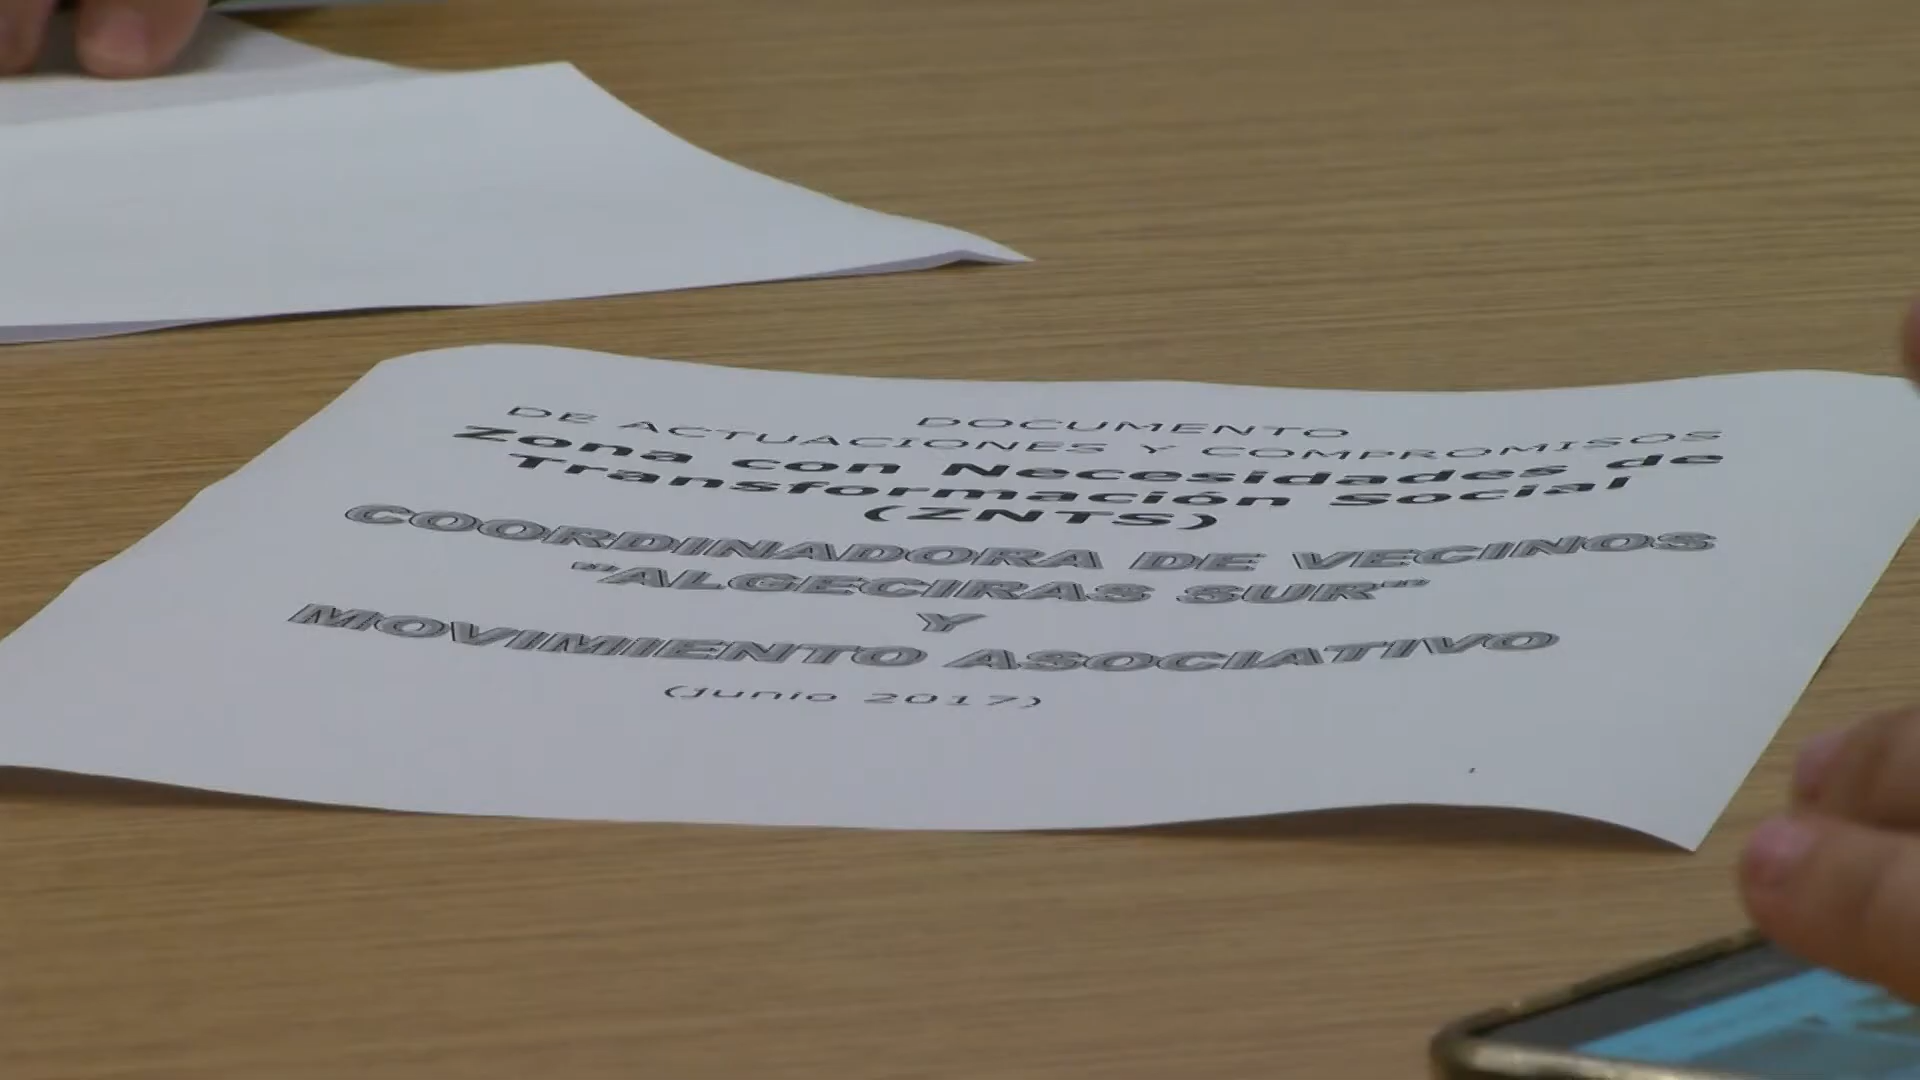 DOCUMENTO
DE ACTUACIONES Y COMPROMISOS
Zona con Necesidades de
Transformación Social
(ZNTS)
COORDINADORA DE VECINOS
"ALGECIRAS SUR"
Y
MOVIMIENTO ASOCIATIVO
(Junio 2017)